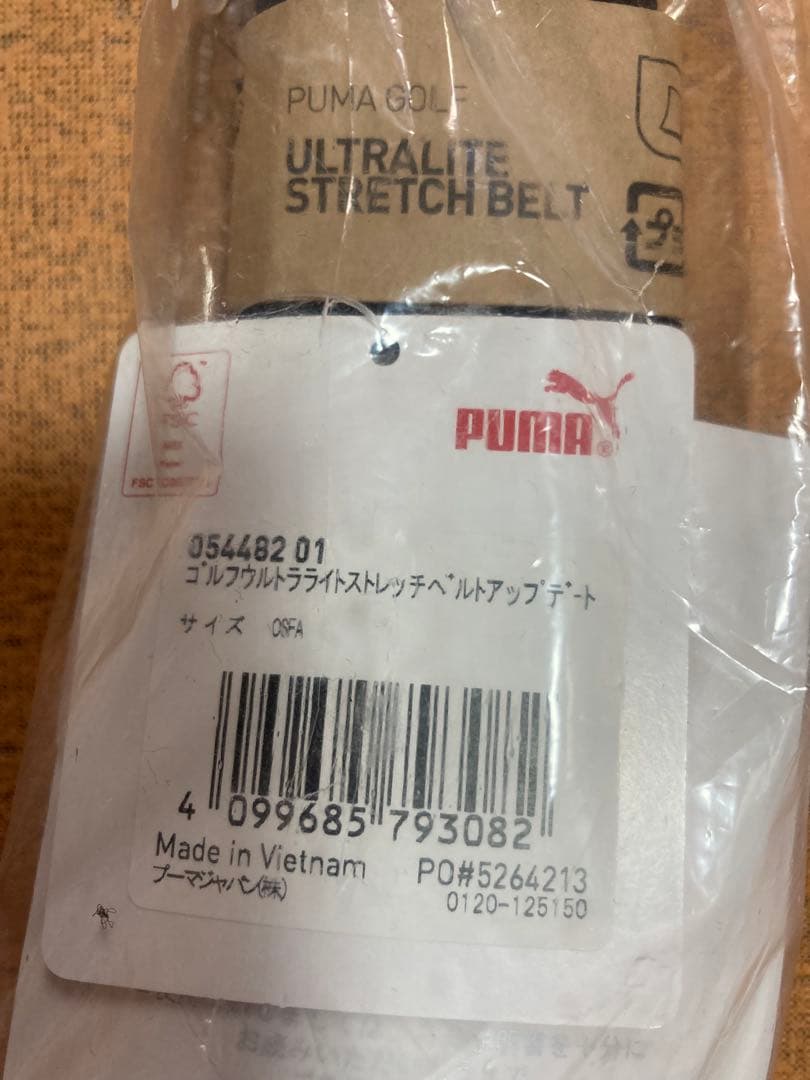 PUMA GOLF
ULTRALITE
STRETCH BELT
PUMA®
FSC
054482 01
ゴルフウルトラライトストレッチベルトアップデート
サイズ OSFA
4 099685 793082
Made in Vietnam
PO#5264213
プーマジャパン(株)
0120-125150